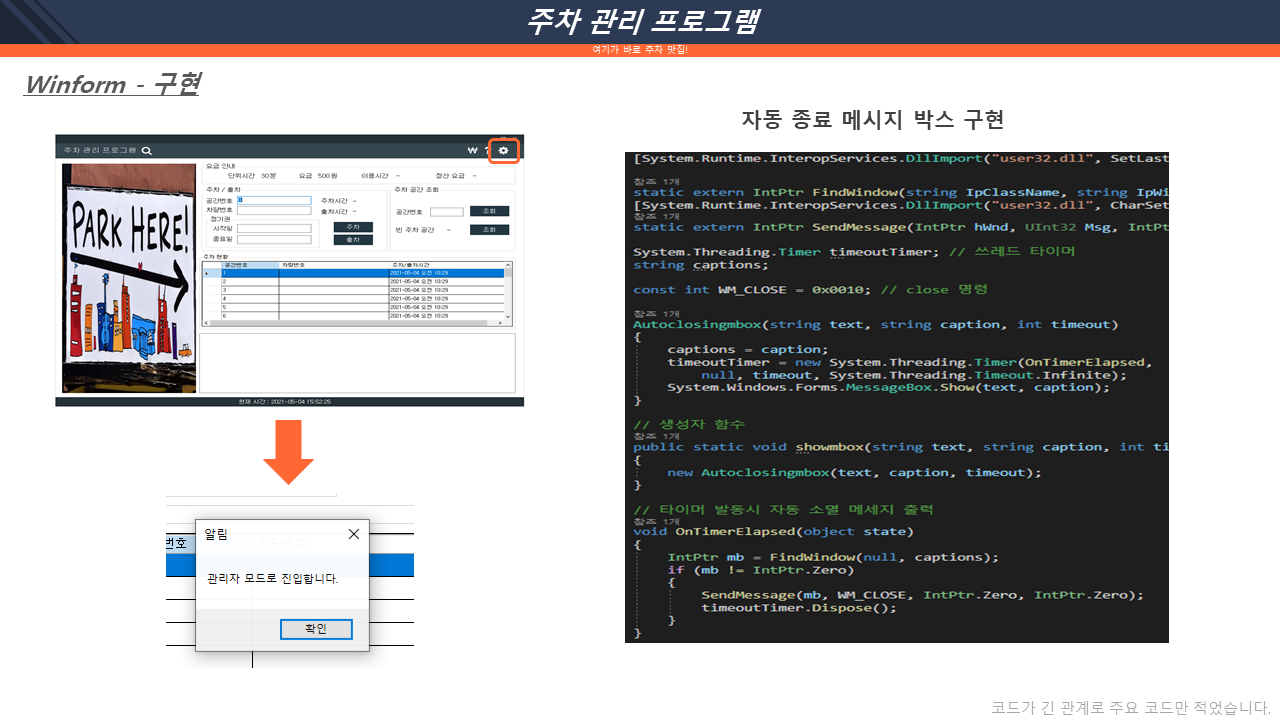 주차 관리 프로그램
여기가 바로 주차 맛집!
Winform - 구현
자동 종료 메시지 박스 구현
주차 관리 프로그램
₩ ?
요금 안내
단위시간 30분 요금 500원 이용시간 - 정산 요금 -
주차 / 출차
공간번호 주차시간 -
차량번호 출차시간 -
정기권
시작일 주차
종료일 출차
주차 공간 조회
공간번호 조회
빈 주차 공간 - 조회
주차 현황
공간번호 차량번호 주차/출차시간
1 2021-05-04 오전 10:29
2 2021-05-04 오전 10:29
3 2021-05-04 오전 10:29
4 2021-05-04 오전 10:29
5 2021-05-04 오전 10:29
6 2021-05-04 오전 10:29
PARK HERE!
현재 시간 : 2021-05-04 15:52:25
번호 차량번호
알림
관리자 모드로 진입합니다.
확인
[System.Runtime.InteropServices.DllImport("user32.dll", SetLast
참조 1개
static extern IntPtr FindWindow(string IpClassName, string IpWi
[System.Runtime.InteropServices.DllImport("user32.dll", CharSet
참조 1개
static extern IntPtr SendMessage(IntPtr hWnd, UInt32 Msg, IntPt
System.Threading.Timer timeoutTimer; // 쓰레드 타이머
string captions;
const int WM_CLOSE = 0x0010; // close 명령
참조 1개
Autoclosingmbox(string text, string caption, int timeout)
{
captions = caption;
timeoutTimer = new System.Threading.Timer(OnTimerElapsed,
null, timeout, System.Threading.Timeout.Infinite);
System.Windows.Forms.MessageBox.Show(text, caption);
}
// 생성자 함수
참조 1개
public static void showmbox(string text, string caption, int ti
{
new Autoclosingmbox(text, caption, timeout);
}
// 타이머 발동시 자동 소멸 메세지 출력
참조 1개
void OnTimerElapsed(object state)
{
IntPtr mb = FindWindow(null, captions);
if (mb != IntPtr.Zero)
{
SendMessage(mb, WM_CLOSE, IntPtr.Zero, IntPtr.Zero);
timeoutTimer.Dispose();
}
}
코드가 긴 관계로 주요 코드만 적었습니다.